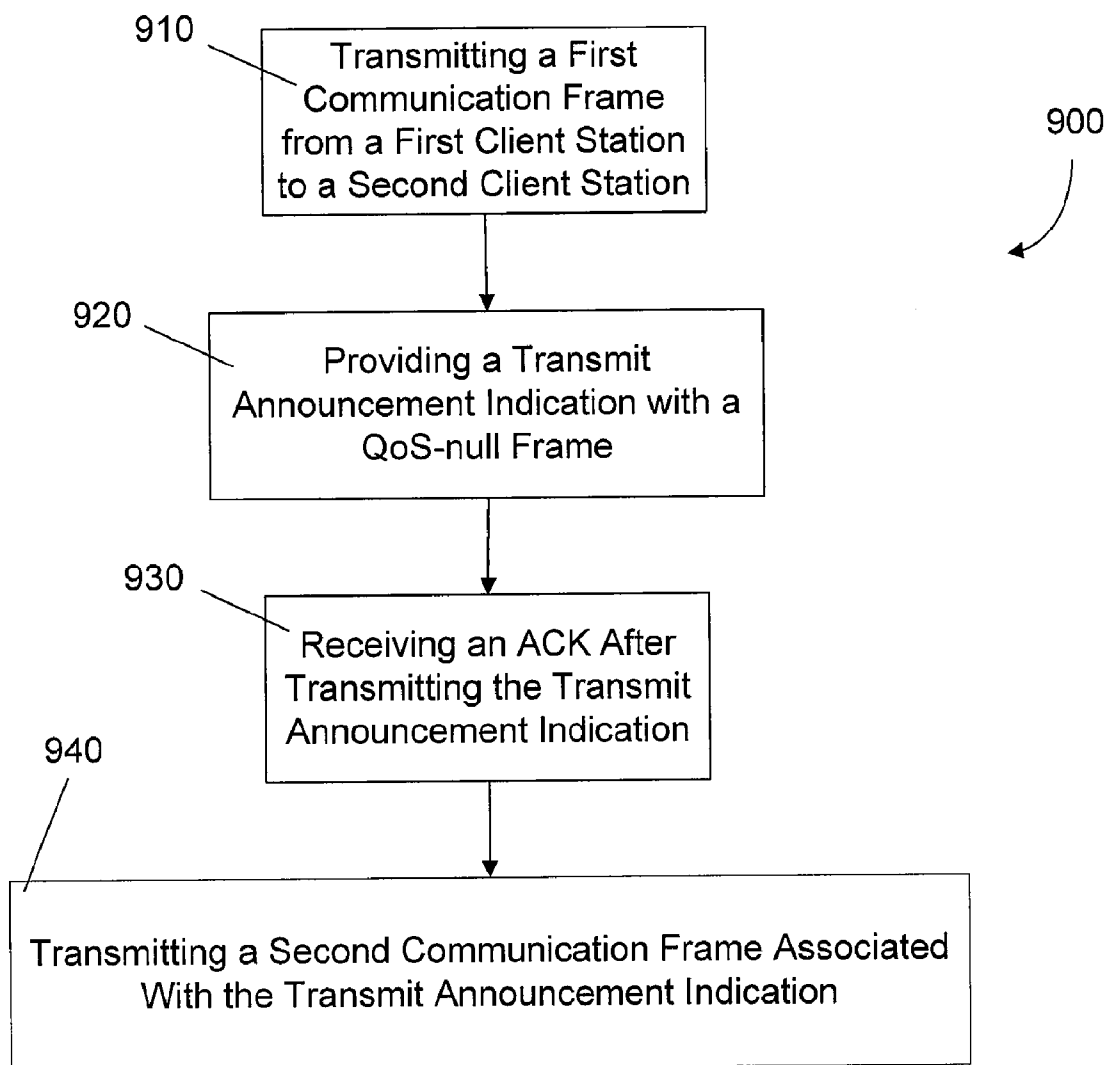 910
Transmitting a First
Communication Frame
from a First Client Station
to a Second Client Station
900
920
Providing a Transmit
Announcement Indication with a
QoS-null Frame
930
Receiving an ACK After
Transmitting the Transmit
Announcement Indication
940
Transmitting a Second Communication Frame Associated
With the Transmit Announcement Indication